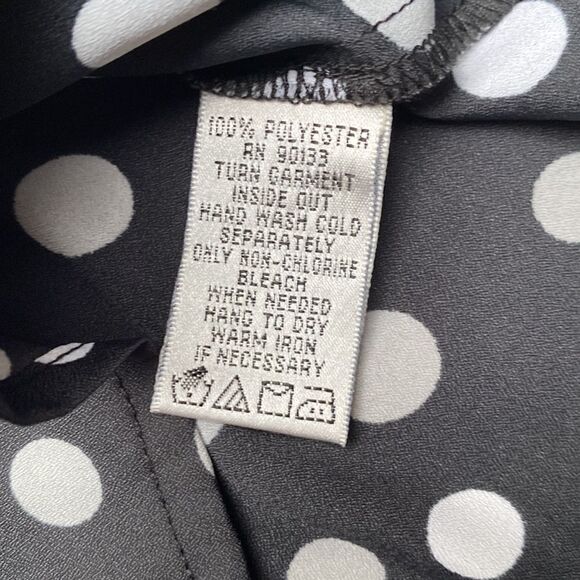 100% POLYESTER
RN 90133
TURN GARMENT
INSIDE OUT
HAND WASH COLD
SEPARATELY
ONLY NON-CHLORINE
BLEACH
WHEN NEEDED
HANG TO DRY
WARM IRON
IF NECESSARY